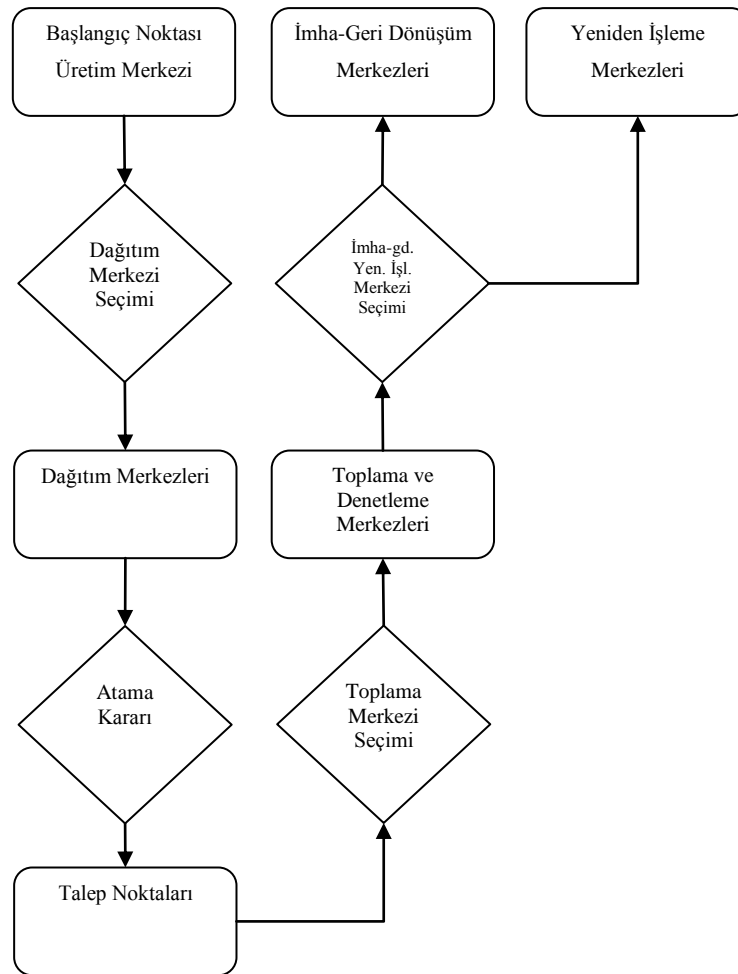 Başlangıç Noktası
Üretim Merkezi
Dağıtım
Merkezi
Seçimi
Dağıtım Merkezleri
Atama
Kararı
Talep Noktaları
Toplama
Merkezi
Seçimi
Toplama ve
Denetleme
Merkezleri
İmha-gd.
Yen. İşl.
Merkezi
Seçimi
İmha-Geri Dönüşüm
Merkezleri
Yeniden İşleme
Merkezleri